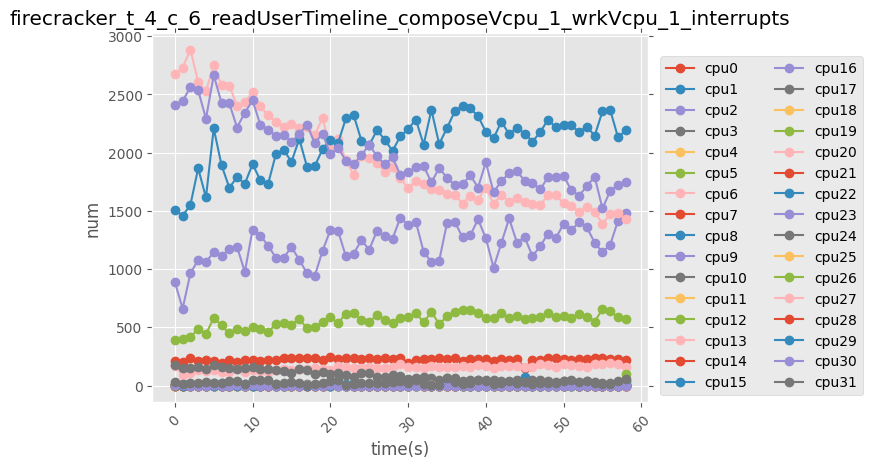 firecracker_t_4_c_6_readUserTimeline_composeVcpu_1_wrkVcpu_1_interrupts
3000
2500
2000
1500
1000
500
0
num
0
10
20
30
40
50
60
time(s)
cpu0
cpu1
cpu2
cpu3
cpu4
cpu5
cpu6
cpu7
cpu8
cpu9
cpu10
cpu11
cpu12
cpu13
cpu14
cpu15
cpu16
cpu17
cpu18
cpu19
cpu20
cpu21
cpu22
cpu23
cpu24
cpu25
cpu26
cpu27
cpu28
cpu29
cpu30
cpu31